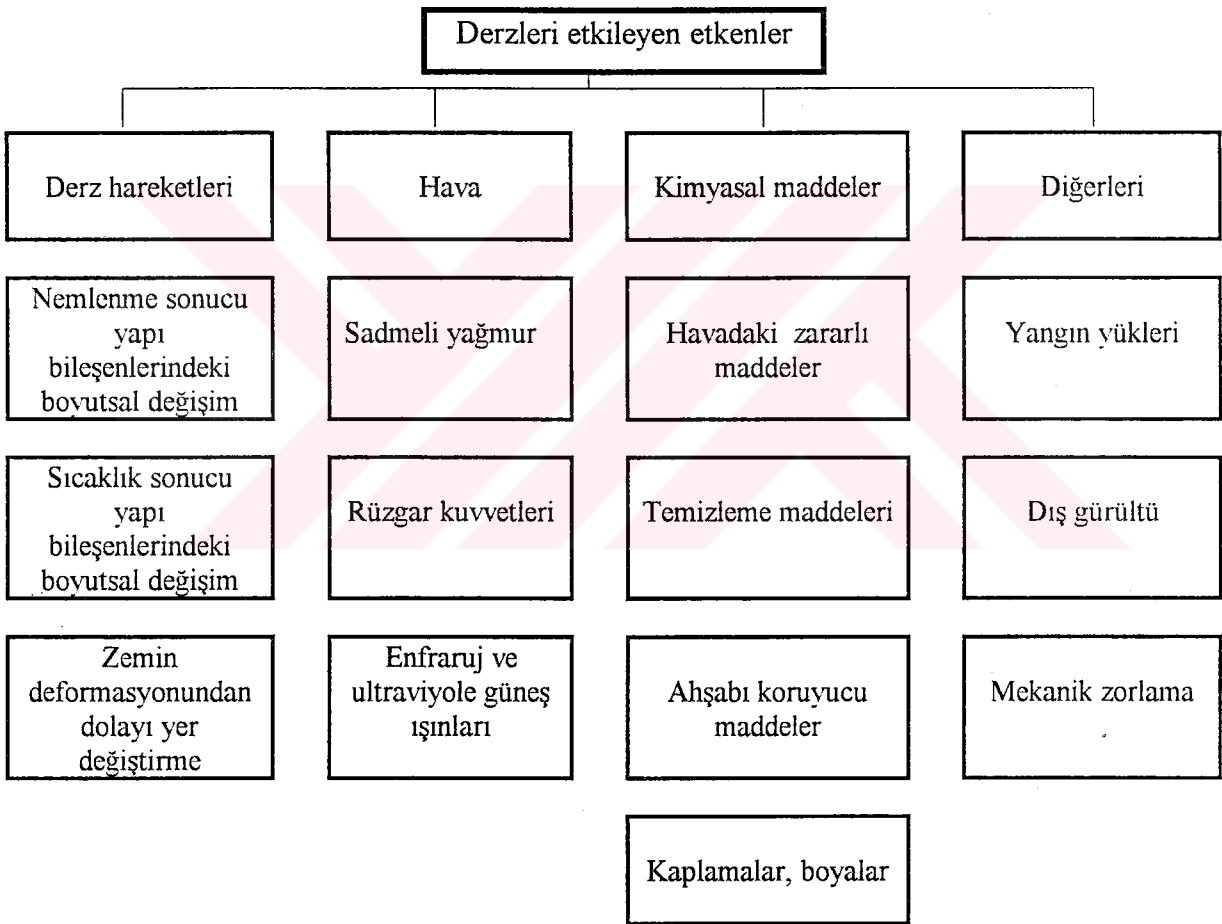 Derzleri etkileyen etkenler
Derz hareketleri
Hava
Kimyasal maddeler
Diğerleri
Nemlenme sonucu
yapı
bileşenlerindeki
boyutsal değişim
Sadmeli yağmur
Havadaki zararlı
maddeler
Yangın yükleri
Sıcaklık sonucu
yapı
bileşenlerindeki
boyutsal değişim
Rüzgar kuvvetleri
Temizleme maddeleri
Dış gürültü
Zemin
deformasyonundan
dolayı yer
değiştirme
Enfraruj ve
ultraviyole güneş
ışınları
Ahşabı koruyucu
maddeler
Mekanik zorlama
Kaplamalar, boyalar